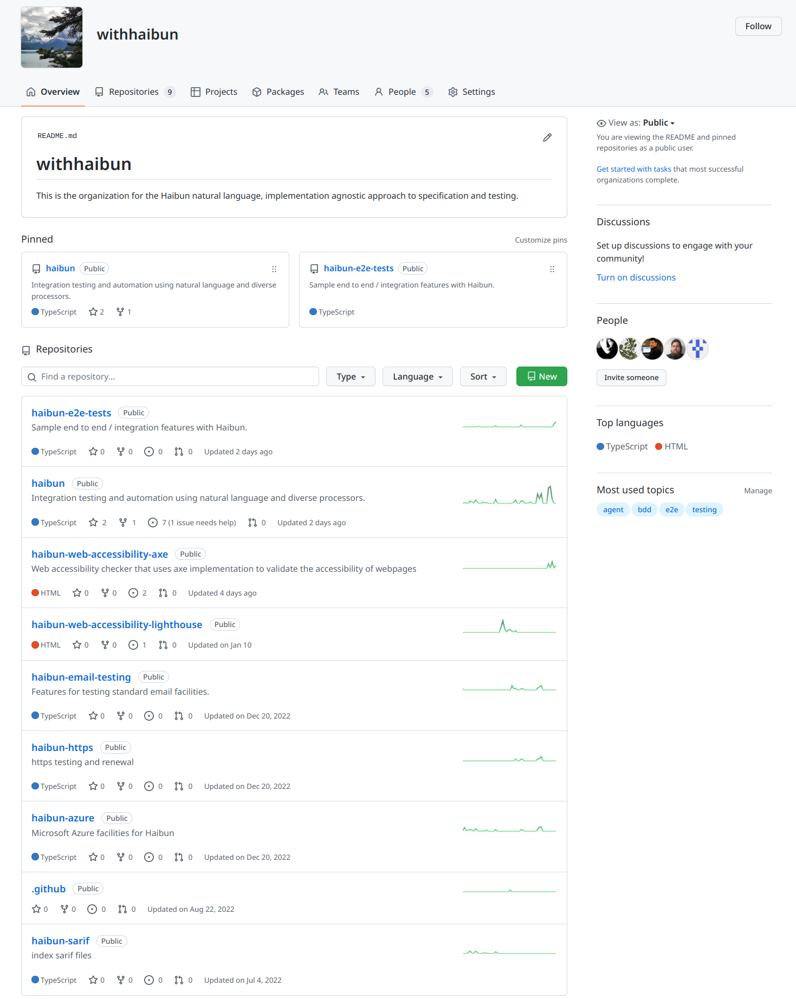 withhaibun
Follow
Overview Repositories 9 Projects Packages Teams People 5 Settings
README.md
withhaibun
This is the organization for the Haibun natural language, implementation agnostic approach to specification and testing.
Pinned
Customize pins
haibun Public
Integration testing and automation using natural language and diverse
processors.
TypeScript 2 1
haibun-e2e-tests Public
Sample end to end / integration features with Haibun.
TypeScript
Repositories
Find a repository...
Type
Language
Sort
New
haibun-e2e-tests Public
Sample end to end / integration features with Haibun.
TypeScript 0 0 0 0 Updated 2 days ago
haibun Public
Integration testing and automation using natural language and diverse processors.
TypeScript 2 1 7 (1 issue needs help) 0 Updated 2 days ago
haibun-web-accessibility-axe Public
Web accessibility checker that uses axe implementation to validate the accessibility of webpages
HTML 0 0 2 0 Updated 4 days ago
haibun-web-accessibility-lighthouse Public
HTML 0 0 1 0 Updated on Jan 10
haibun-email-testing Public
Features for testing standard email facilities.
TypeScript 0 0 0 0 Updated on Dec 20, 2022
haibun-https Public
https testing and renewal
TypeScript 0 0 0 0 Updated on Dec 20, 2022
haibun-azure Public
Microsoft Azure facilities for Haibun
TypeScript 0 0 0 0 Updated on Dec 20, 2022
.github Public
0 0 0 0 Updated on Aug 22, 2022
haibun-sarif Public
index sarif files
TypeScript 0 0 0 0 Updated on Jul 4, 2022
View as: Public
You are viewing the README and pinned
repositories as a public user.
Get started with tasks that most successful
organizations complete.
Discussions
Set up discussions to engage with your
community!
Turn on discussions
People
Invite someone
Top languages
TypeScript HTML
Most used topics
Manage
agent bdd e2e testing